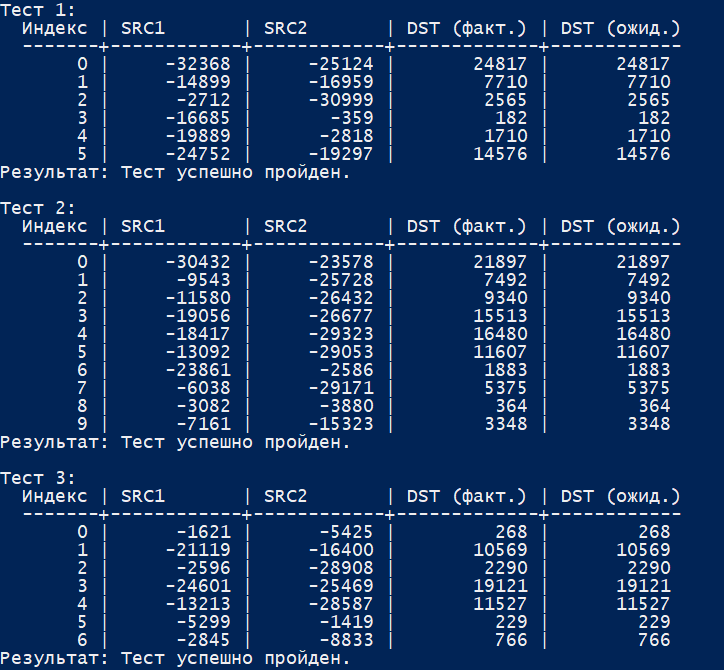 Тест 1:
  Индекс | SRC1       | SRC2       | DST (факт.) | DST (ожид.)
  -------+------------+------------+-------------+------------
       0 |     -32368 |     -25124 |       24817 |      24817
       1 |     -14899 |     -16959 |        7710 |       7710
       2 |      -2712 |     -30999 |        2565 |       2565
       3 |     -16685 |       -359 |         182 |        182
       4 |     -19889 |      -2818 |        1710 |       1710
       5 |     -24752 |     -19297 |       14576 |      14576
Результат: Тест успешно пройден.

Тест 2:
  Индекс | SRC1       | SRC2       | DST (факт.) | DST (ожид.)
  -------+------------+------------+-------------+------------
       0 |     -30432 |     -23578 |       21897 |      21897
       1 |      -9543 |     -25728 |        7492 |       7492
       2 |     -11580 |     -26432 |        9340 |       9340
       3 |     -19056 |     -26677 |       15513 |      15513
       4 |     -18417 |     -29323 |       16480 |      16480
       5 |     -13092 |     -29053 |       11607 |      11607
       6 |     -23861 |      -2586 |        1883 |       1883
       7 |      -6038 |     -29171 |        5375 |       5375
       8 |      -3082 |      -3880 |         364 |        364
       9 |      -7161 |     -15323 |        3348 |       3348
Результат: Тест успешно пройден.

Тест 3:
  Индекс | SRC1       | SRC2       | DST (факт.) | DST (ожид.)
  -------+------------+------------+-------------+------------
       0 |      -1621 |      -5425 |         268 |        268
       1 |     -21119 |     -16400 |       10569 |      10569
       2 |      -2596 |     -28908 |        2290 |       2290
       3 |     -24601 |     -25469 |       19121 |      19121
       4 |     -13213 |     -28587 |       11527 |      11527
       5 |      -5299 |      -1419 |         229 |        229
       6 |      -2845 |      -8833 |         766 |        766
Результат: Тест успешно пройден.